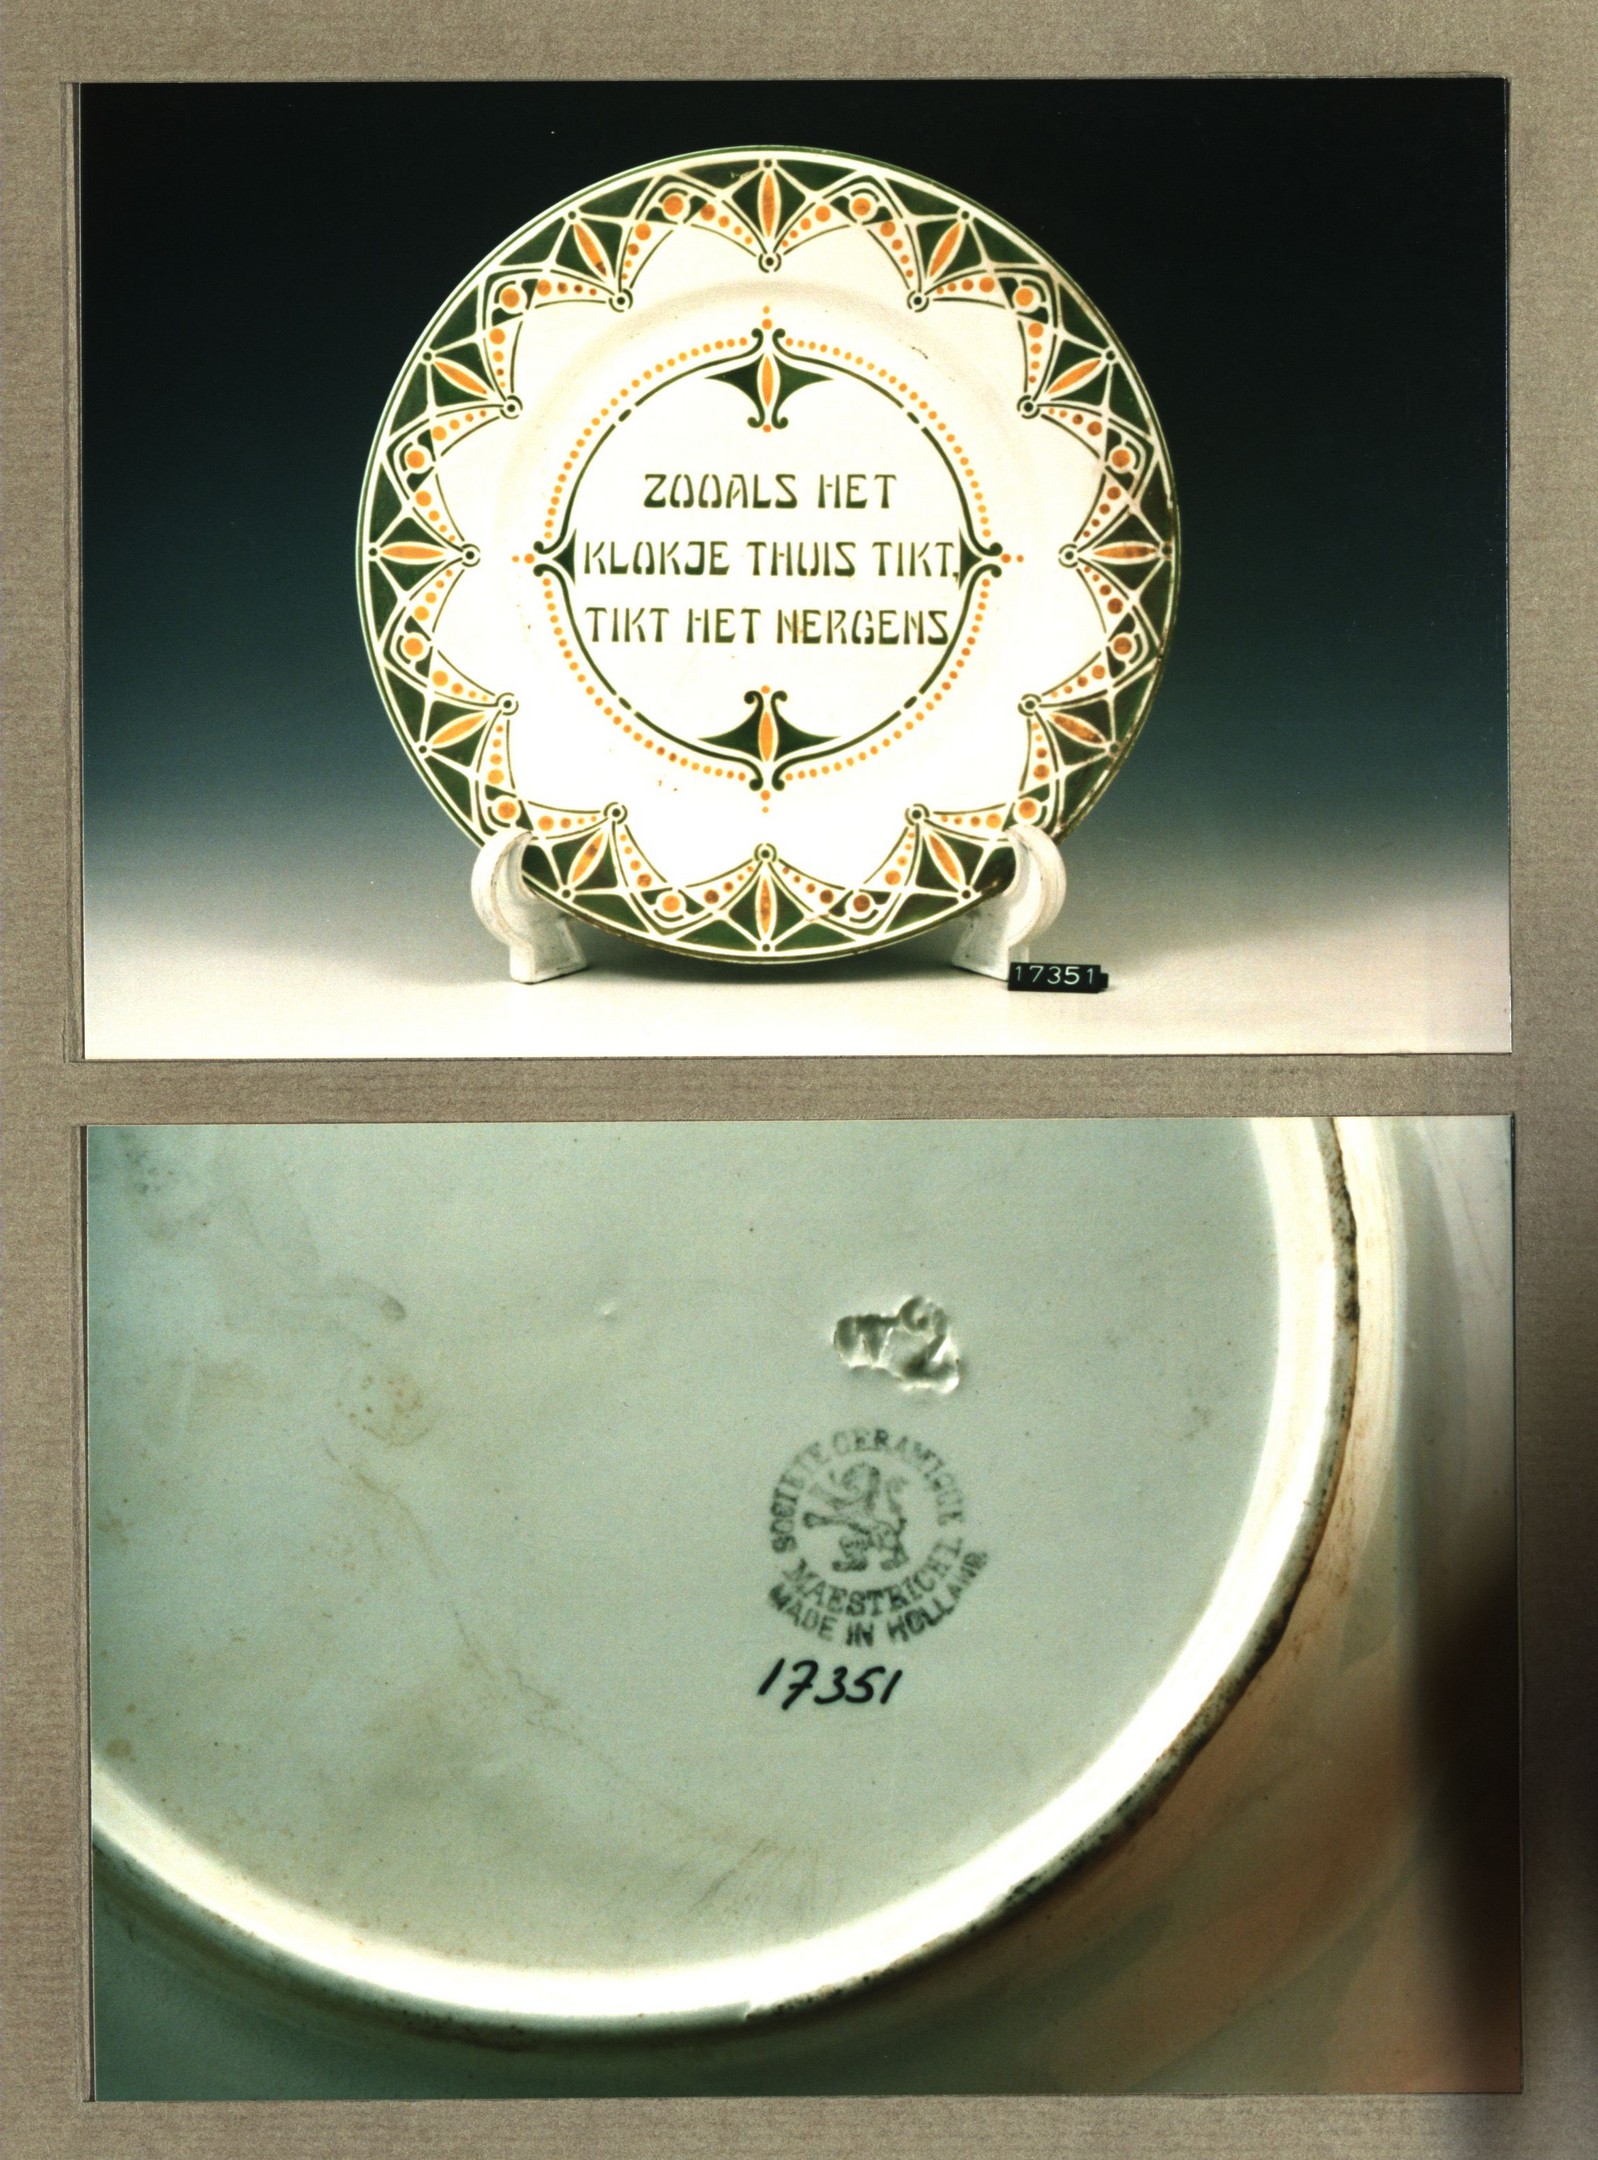 ZOOALS HET
KLOKJE THUIS TIKT,
TIKT HET NERGENS
17351
SOCIETE CERAMIQUE
MAESTRICHT
MADE IN HOLLAND
17351